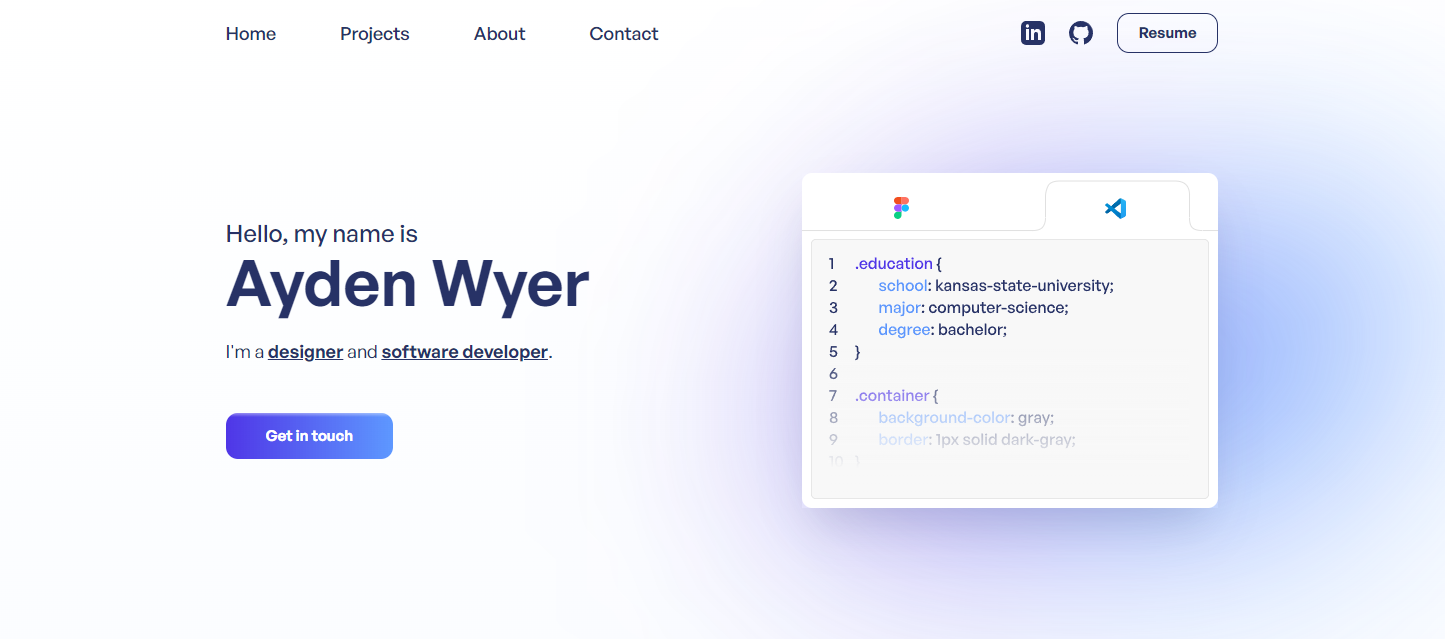 Home Projects About Contact Resume
Hello, my name is
Ayden Wyer
I'm a designer and software developer.
Get in touch
1 .education {
2 school: kansas-state-university;
3 major: computer-science;
4 degree: bachelor;
5 }
6
7 .container {
8 background-color: gray;
9 border: 1px solid dark-gray;
10 }